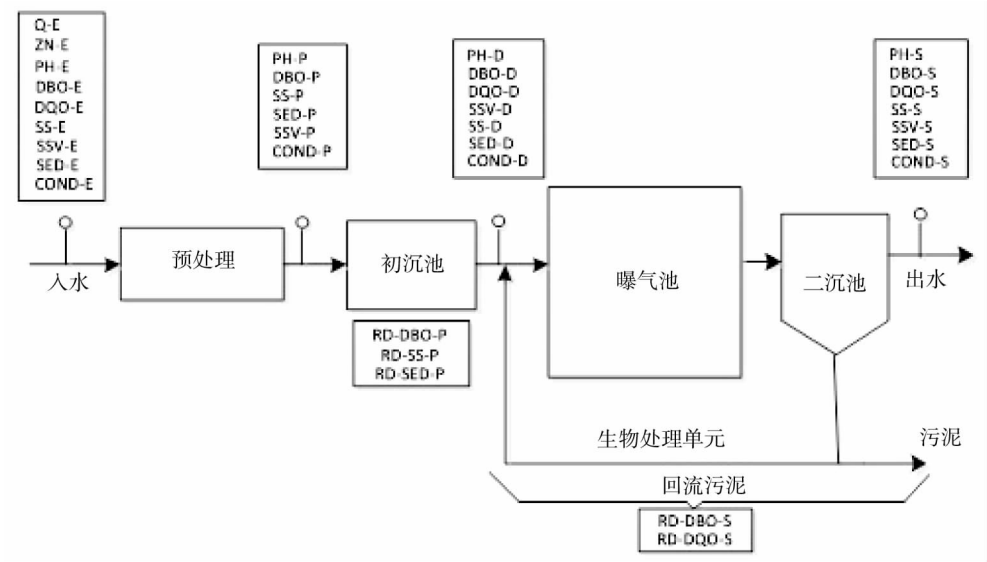 Q-E
ZN-E
PH-E
DBO-E
DQO-E
SS-E
SSV-E
SED-E
COND-E
PH-P
DBO-P
SS-P
SED-P
SSV-P
COND-P
PH-D
DBO-D
DQO-D
SSV-D
SS-D
SED-D
COND-D
PH-S
DBO-S
DQO-S
SS-S
SSV-S
SED-S
COND-S
入水
预处理
初沉池
曝气池
二沉池
出水
RD-DBO-P
RD-SS-P
RD-SED-P
生物处理单元
污泥
回流污泥
RD-DBO-S
RD-DQO-S